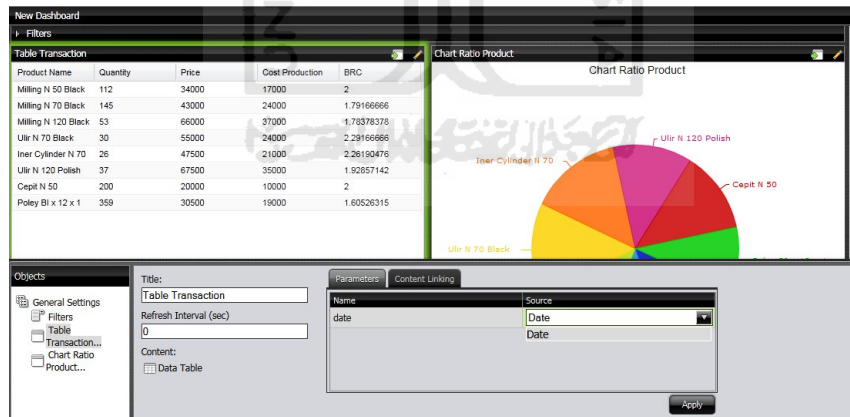 New Dashboard
Filters
Table Transaction
Product Name Quantity Price Cost Production BRC
Milling N 50 Black 112 34000 17000 2
Milling N 70 Black 145 43000 24000 1.79166666
Milling N 120 Black 53 66000 37000 1.78378378
Ulir N 70 Black 30 55000 24000 2.29166666
Iner Cylinder N 70 26 47500 21000 2.26190476
Ulir N 120 Polish 37 67500 35000 1.92857142
Cepit N 50 200 20000 10000 2
Poley BI x 12 x 1 359 30500 19000 1.60526315
Chart Ratio Product
Chart Ratio Product
Ulir N 120 Polish
Iner Cylinder N 70
Cepit N 50
Ulir N 70 Black
Objects
General Settings
Filters
Table
Transaction...
Chart Ratio
Product...
Title:
Table Transaction
Refresh Interval (sec)
0
Content:
Data Table
Parameters Content Linking
Name Source
date Date
Date
Apply